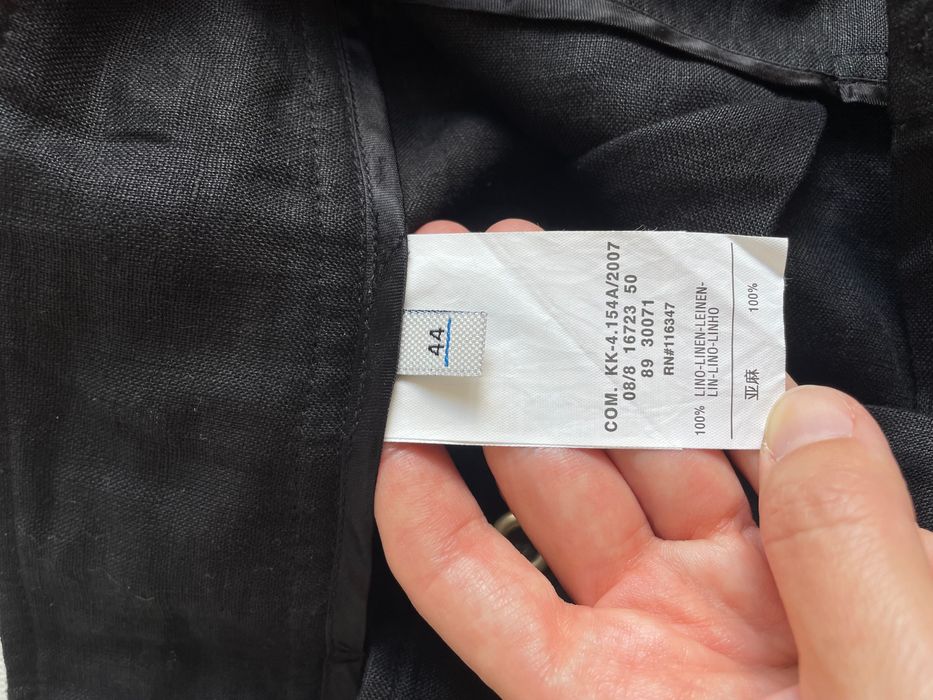 44
COM. KK-4.154A/2007
08/8 16723 50
89 30071
RN#116347
100% LINO-LINEN-LEINEN-
LIN-LINO-LINHO
亚麻 100%